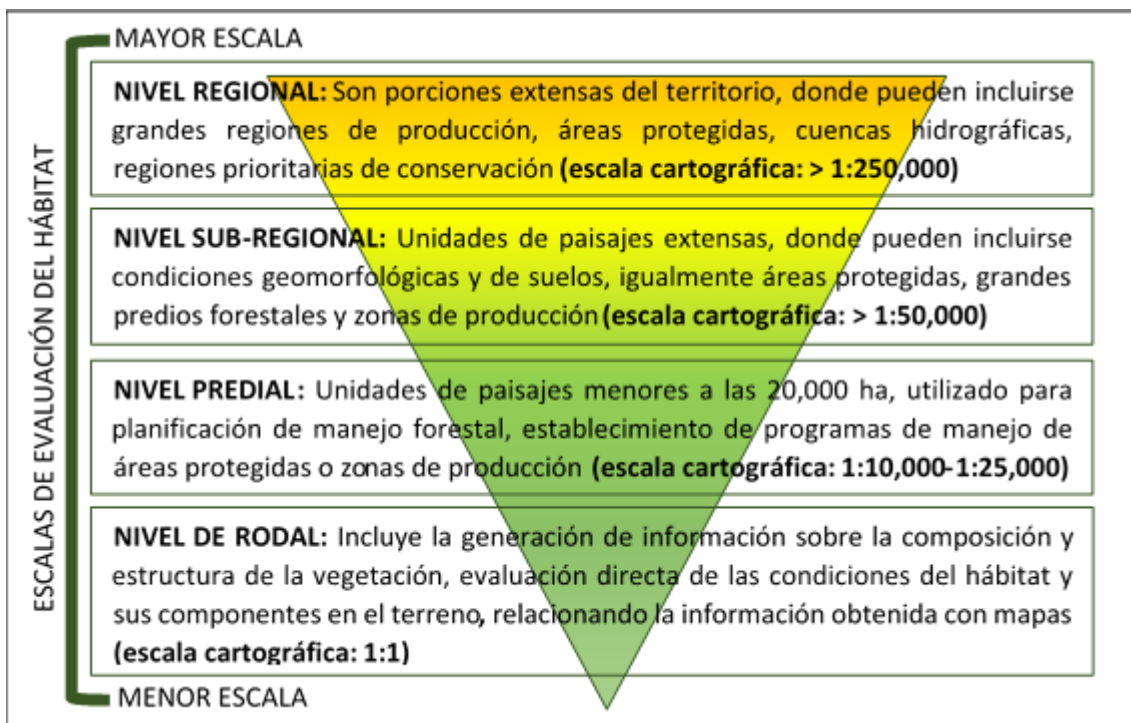 MAYOR ESCALA
NIVEL REGIONAL: Son porciones extensas del territorio, donde pueden incluirse
grandes regiones de producción, áreas protegidas, cuencas hidrográficas,
regiones prioritarias de conservación (escala cartográfica: > 1:250,000)
NIVEL SUB-REGIONAL: Unidades de paisajes extensas, donde pueden incluirse
condiciones geomorfológicas y de suelos, igualmente áreas protegidas, grandes
predios forestales y zonas de producción (escala cartográfica: > 1:50,000)
NIVEL PREDIAL: Unidades de paisajes menores a las 20,000 ha, utilizado para
planificación de manejo forestal, establecimiento de programas de manejo de
áreas protegidas o zonas de producción (escala cartográfica: 1:10,000-1:25,000)
NIVEL DE RODAL: Incluye la generación de información sobre la composición y
estructura de la vegetación, evaluación directa de las condiciones del hábitat y
sus componentes en el terreno, relacionando la información obtenida con mapas
(escala cartográfica: 1:1)
MENOR ESCALA
ESCALAS DE EVALUACIÓN DEL HÁBITAT